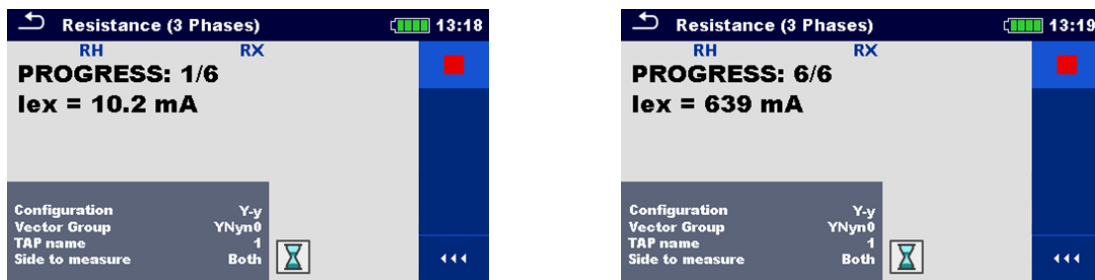 Resistance (3 Phases) 13:18
RH RX
PROGRESS: 1/6
Iex = 10.2 mA
Configuration Y-y
Vector Group YNyn0
TAP name 1
Side to measure Both
Resistance (3 Phases) 13:19
RH RX
PROGRESS: 6/6
Iex = 639 mA
Configuration Y-y
Vector Group YNyn0
TAP name 1
Side to measure Both